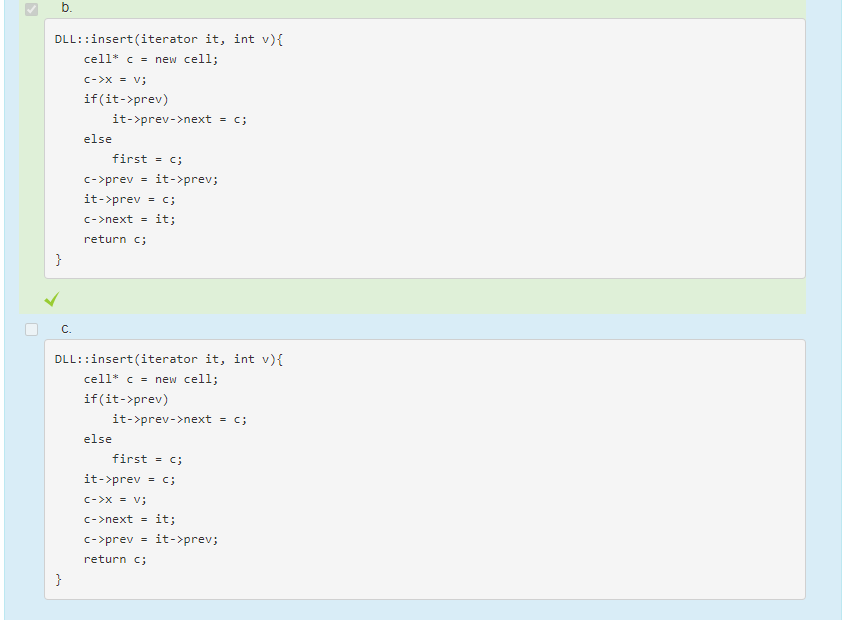 b.
DLL::insert(iterator it, int v){
    cell* c = new cell;
    c->x = v;
    if(it->prev)
        it->prev->next = c;
    else
        first = c;
    c->prev = it->prev;
    it->prev = c;
    c->next = it;
    return c;
}
c.
DLL::insert(iterator it, int v){
    cell* c = new cell;
    if(it->prev)
        it->prev->next = c;
    else
        first = c;
    it->prev = c;
    c->x = v;
    c->next = it;
    c->prev = it->prev;
    return c;
}